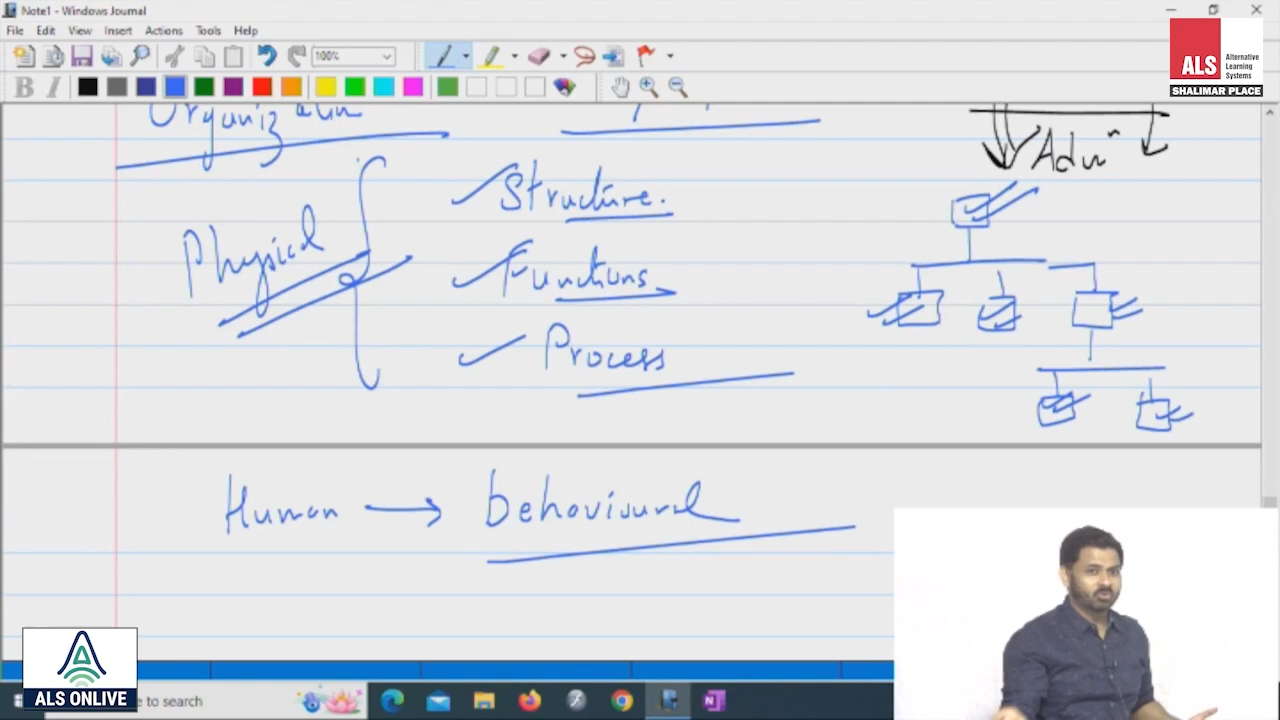 Note1 - Windows Journal
File Edit View Insert Actions Tools Help
100%
B I
ALS
Alternative
Learning
Systems
SHALIMAR PLACE
Organizatin
Admn
Physical
Structure.
Functions
Process
Human → behavioural
ALS ONLIVE
e to search